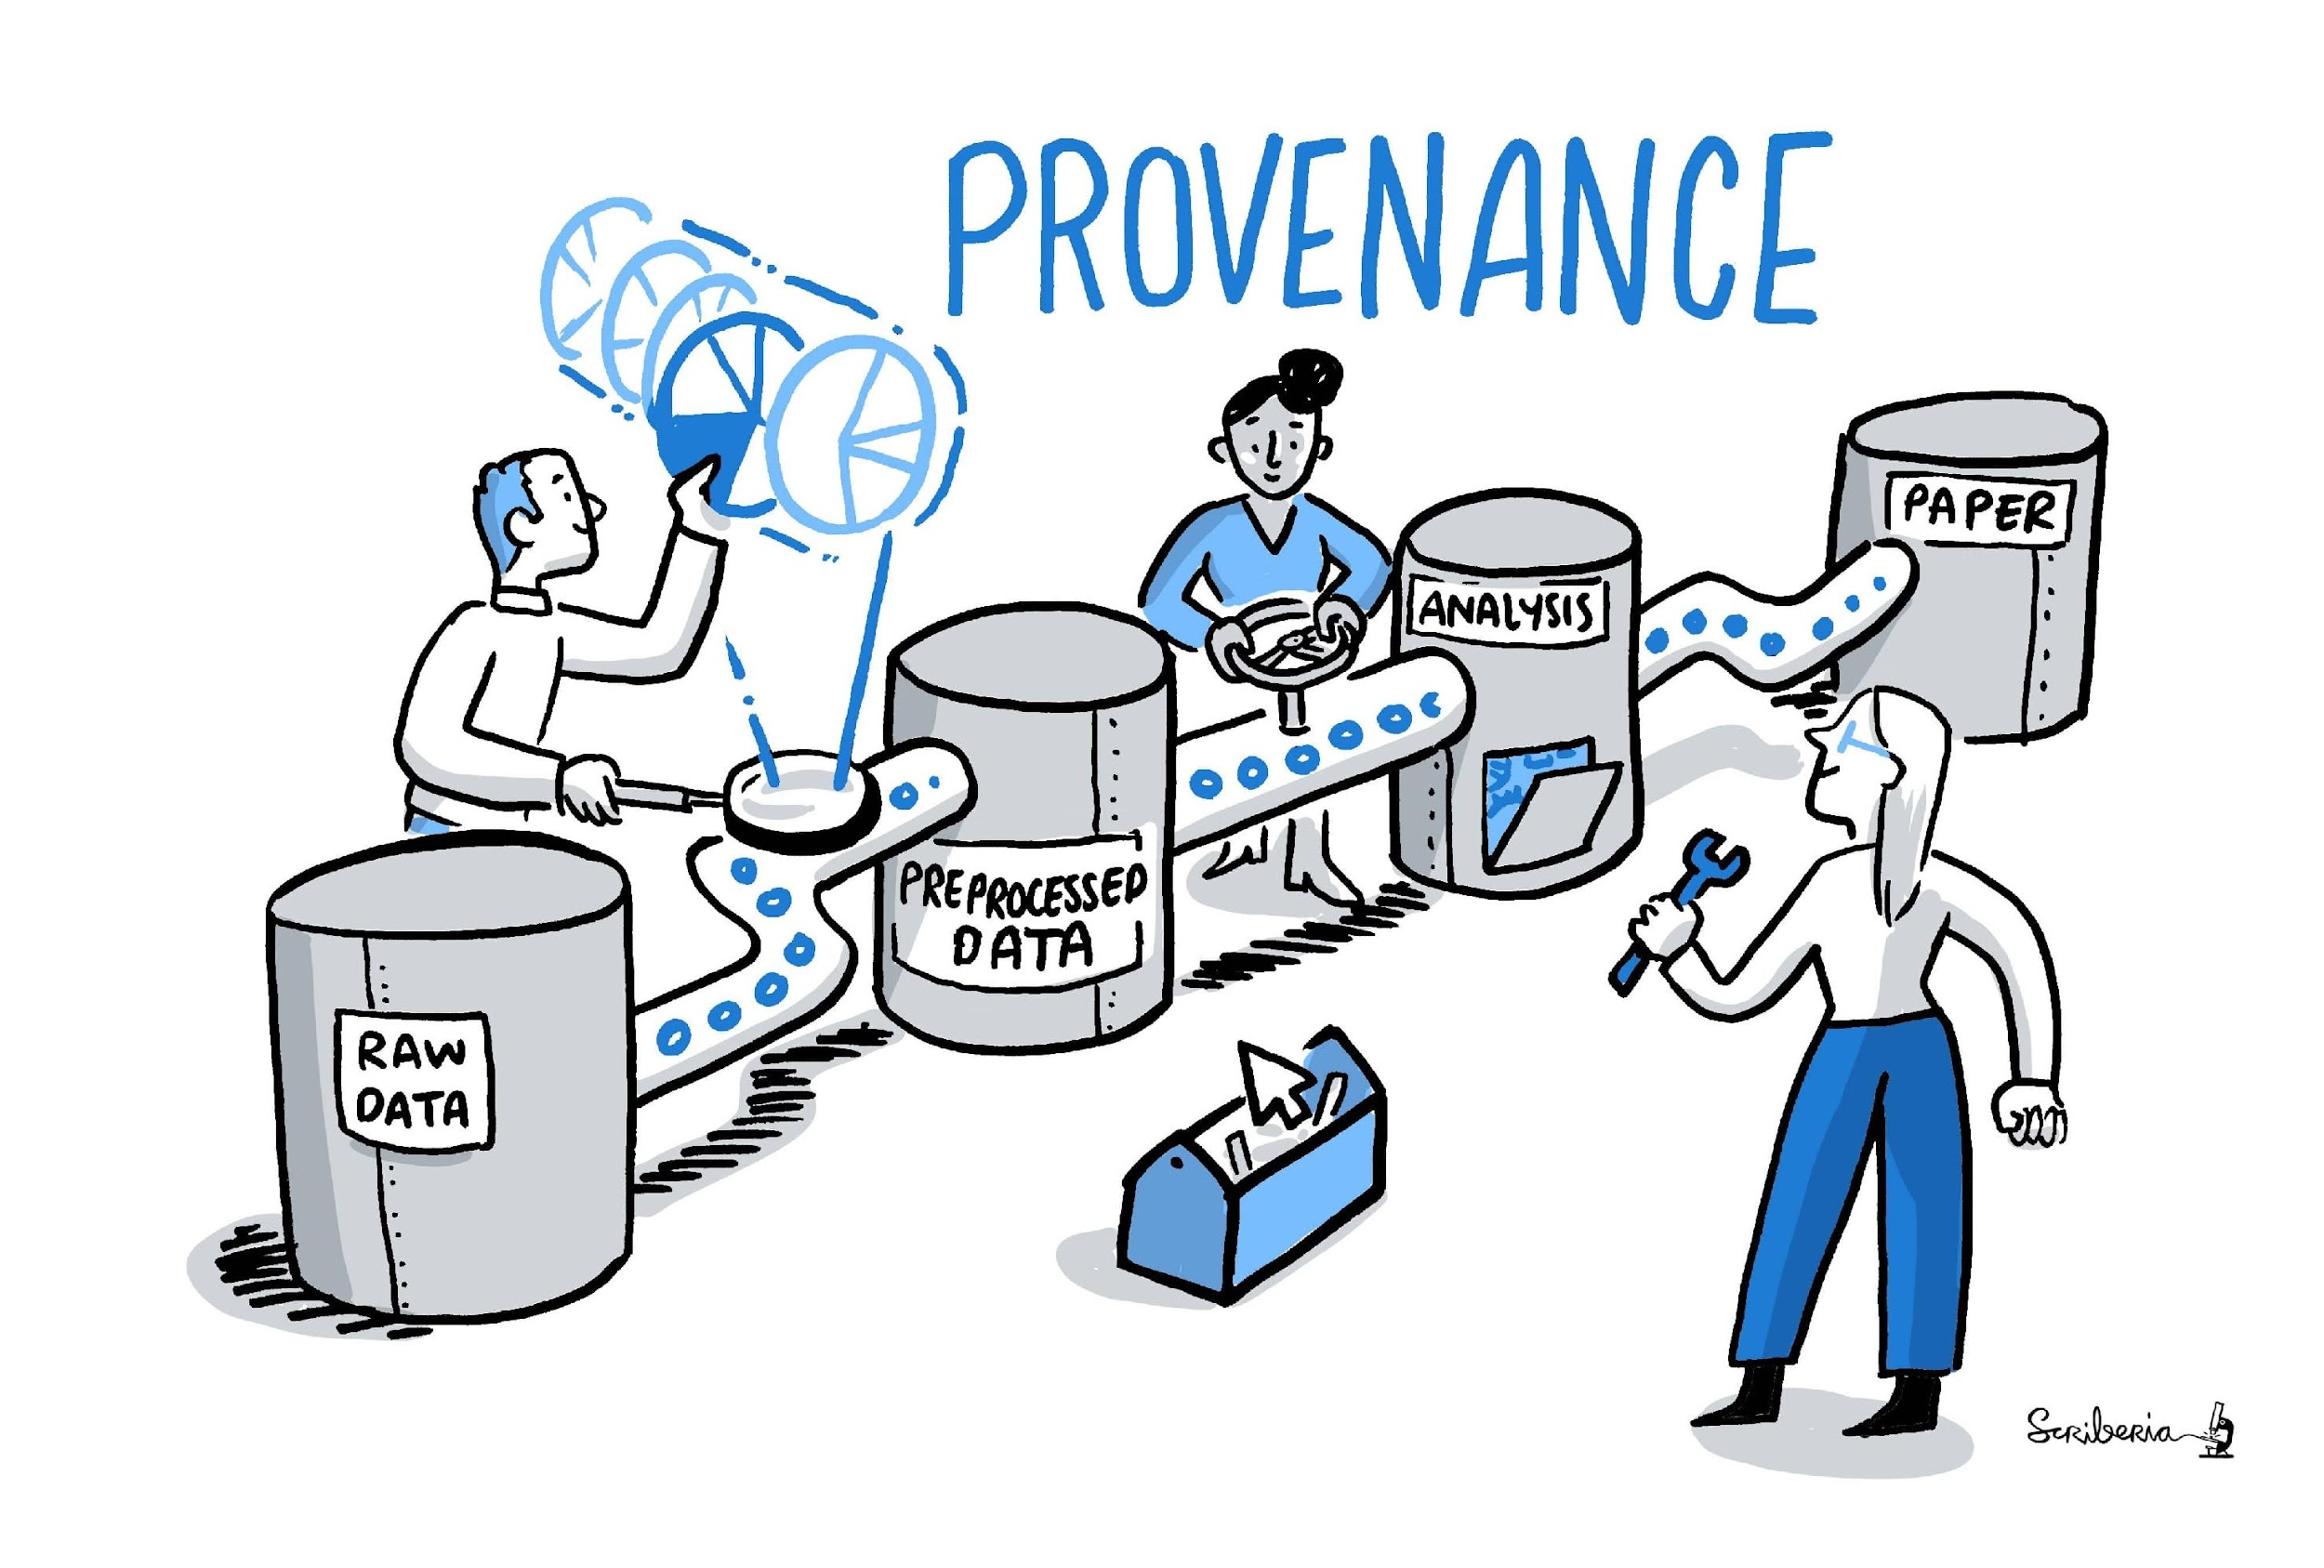 PROVENANCE
RAW
DATA
PREPROCESSED
DATA
ANALYSIS
PAPER
Scriberia